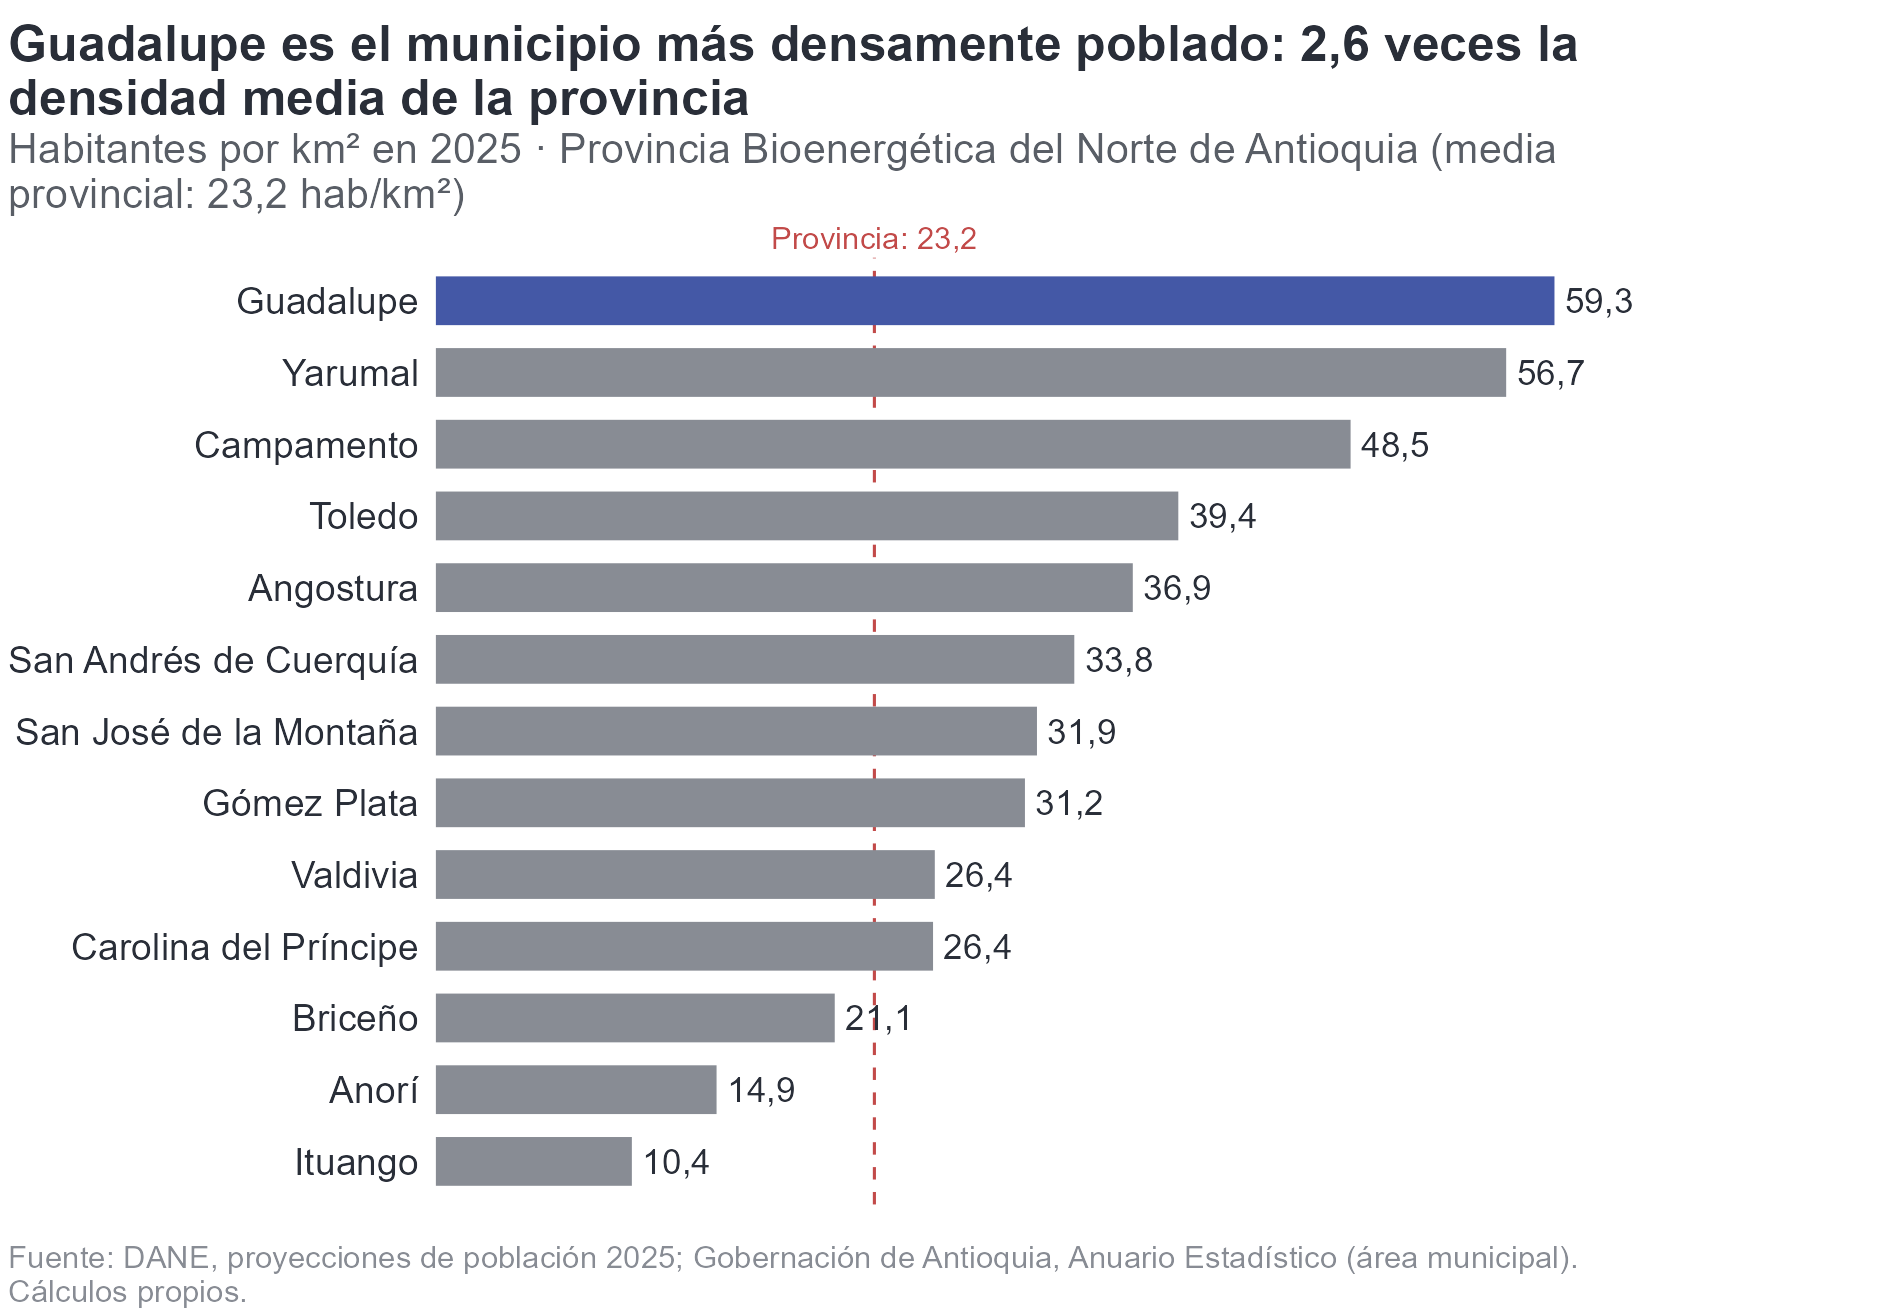 Guadalupe es el municipio más densamente poblado: 2,6 veces la
densidad media de la provincia
Habitantes por km² en 2025 · Provincia Bioenergética del Norte de Antioquia (media
provincial: 23,2 hab/km²)
Provincia: 23,2
Guadalupe 59,3
Yarumal 56,7
Campamento 48,5
Toledo 39,4
Angostura 36,9
San Andrés de Cuerquía 33,8
San José de la Montaña 31,9
Gómez Plata 31,2
Valdivia 26,4
Carolina del Príncipe 26,4
Briceño 21,1
Anorí 14,9
Ituango 10,4
Fuente: DANE, proyecciones de población 2025; Gobernación de Antioquia, Anuario Estadístico (área municipal).
Cálculos propios.